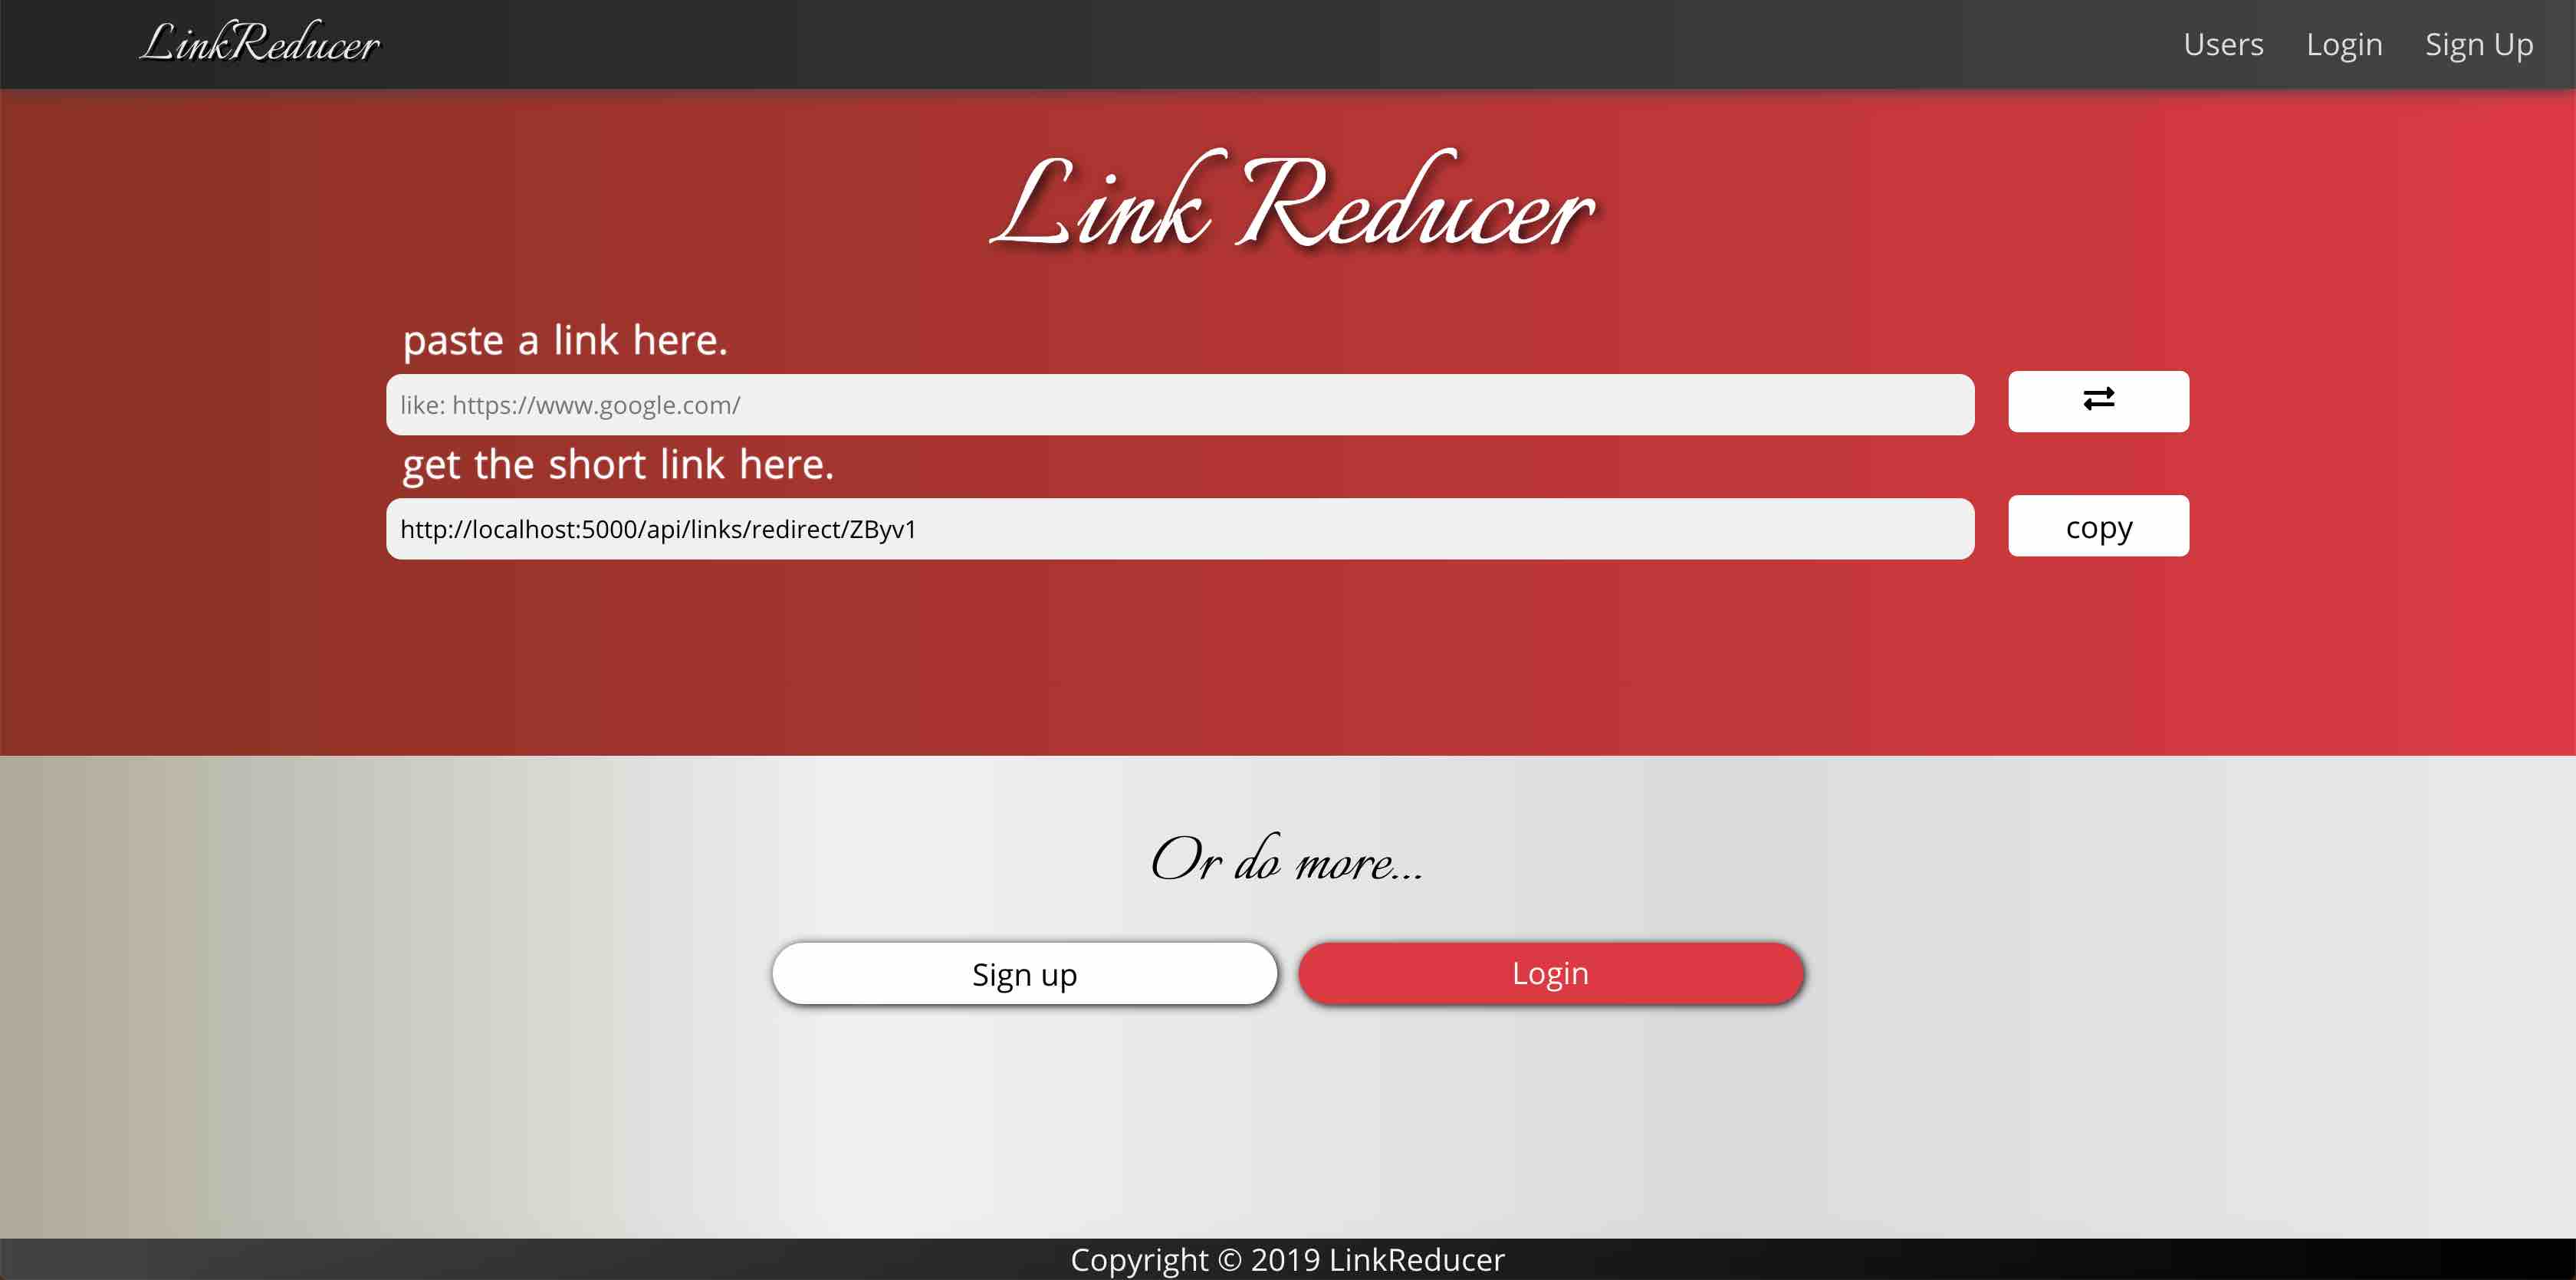 LinkReducer
Users Login Sign Up
Link Reducer
paste a link here.
like: https://www.google.com/
get the short link here.
http://localhost:5000/api/links/redirect/ZByv1
copy
Or do more...
Sign up
Login
Copyright © 2019 LinkReducer